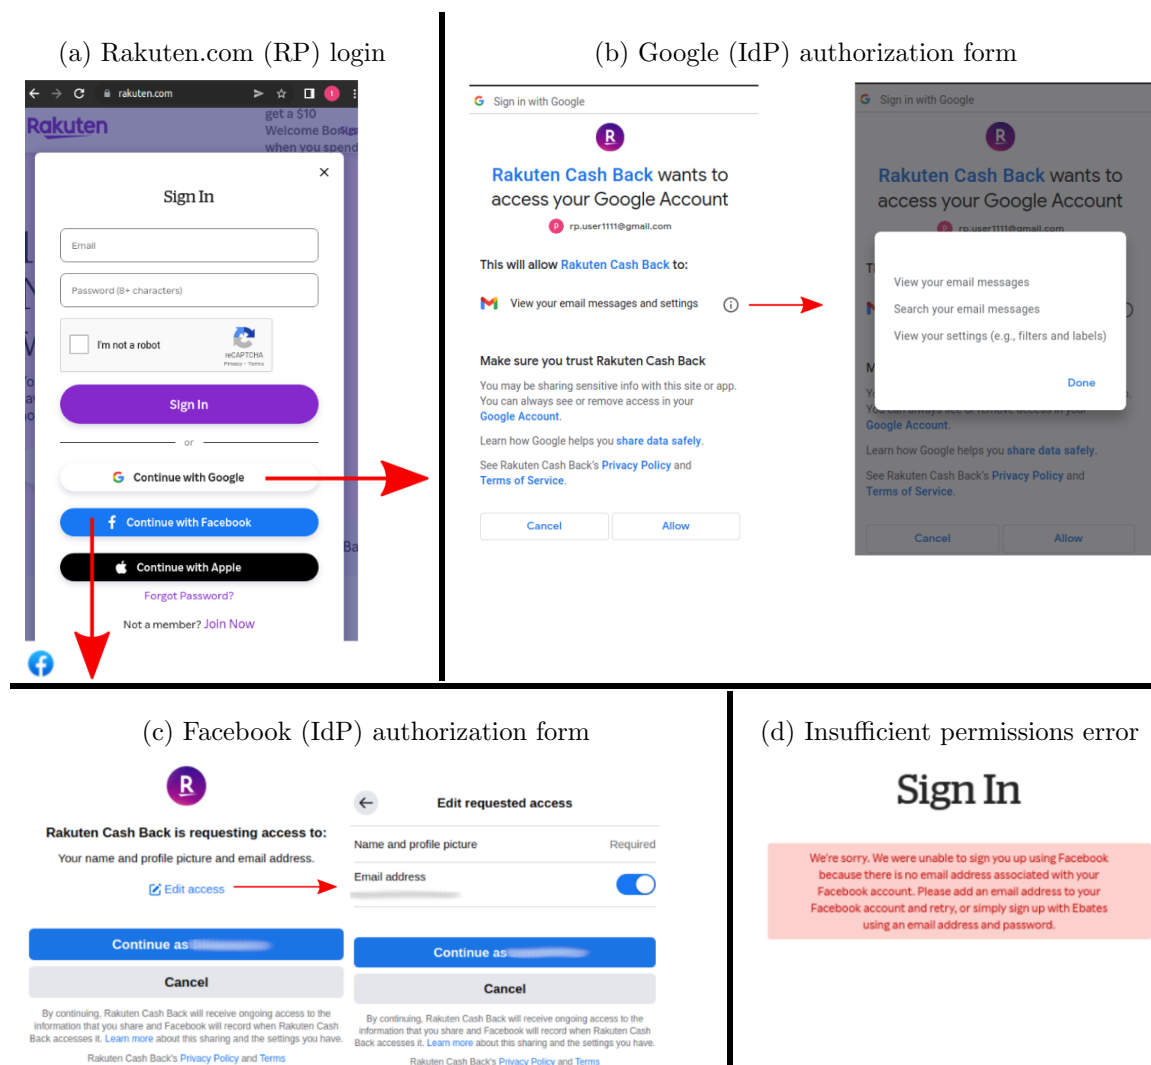 (a) Rakuten.com (RP) login
rakuten.com
Rakuten
get a $10
Welcome Bonus
when you spend
Sign In
Email
Password (8+ characters)
I'm not a robot
reCAPTCHA
Privacy - Terms
Sign In
or
Continue with Google
Continue with Facebook
Continue with Apple
Forgot Password?
Not a member? Join Now
(b) Google (IdP) authorization form
Sign in with Google
R
Rakuten Cash Back wants to
access your Google Account
p rp.user1111@gmail.com
This will allow Rakuten Cash Back to:
View your email messages and settings
Make sure you trust Rakuten Cash Back
You may be sharing sensitive info with this site or app.
You can always see or remove access in your
Google Account.
Learn how Google helps you share data safely.
See Rakuten Cash Back's Privacy Policy and
Terms of Service.
Cancel Allow
Sign in with Google
R
Rakuten Cash Back wants to
access your Google Account
rp.user1111@gmail.com
View your email messages
Search your email messages
View your settings (e.g., filters and labels)
Done
You can always see or remove access in your
Google Account.
Learn how Google helps you share data safely.
See Rakuten Cash Back's Privacy Policy and
Terms of Service.
Cancel Allow
(c) Facebook (IdP) authorization form
R
Rakuten Cash Back is requesting access to:
Your name and profile picture and email address.
Edit access
Continue as
Cancel
By continuing, Rakuten Cash Back will receive ongoing access to the
information that you share and Facebook will record when Rakuten Cash
Back accesses it. Learn more about this sharing and the settings you have.
Rakuten Cash Back's Privacy Policy and Terms
Edit requested access
Name and profile picture Required
Email address
Continue as
Cancel
By continuing, Rakuten Cash Back will receive ongoing access to the
information that you share and Facebook will record when Rakuten Cash
Back accesses it. Learn more about this sharing and the settings you have.
Rakuten Cash Back's Privacy Policy and Terms
(d) Insufficient permissions error
Sign In
We're sorry. We were unable to sign you up using Facebook
because there is no email address associated with your
Facebook account. Please add an email address to your
Facebook account and retry, or simply sign up with Ebates
using an email address and password.